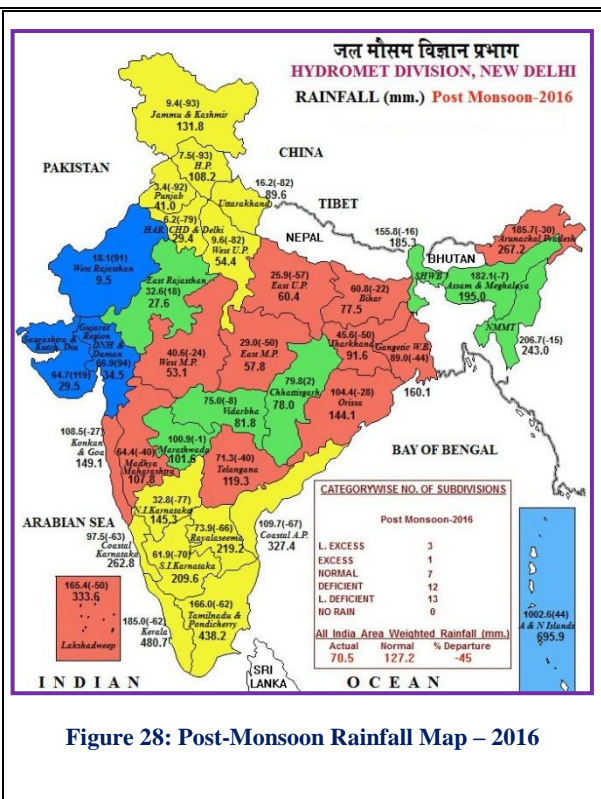 जल मौसम विज्ञान प्रभाग
HYDROMET DIVISION, NEW DELHI
RAINFALL (mm.) Post Monsoon-2016
9.4(-93)
Jammu & Kashmir
131.8
CHINA
PAKISTAN
7.5(-93)
H.P.
108.2
3.4(-92)
Punjab
41.0
16.2(-82)
89.6
Uttarakhand
TIBET
6.2(-79)
HAR. CHD & Delhi
29.4
9.6(-82)
West U.P.
54.4
NEPAL
155.8(-16)
185.3
BHUTAN
185.7(-30)
Arunachal Pradesh
267.2
18.1(91)
West Rajasthan
9.5
East Rajasthan
32.6(18)
27.6
25.9(-57)
East U.P.
60.4
60.8(-22)
Bihar
77.5
SHWB
182.1(-7)
Assam & Meghalaya
195.0
NMMT
206.7(-15)
243.0
Gujarat
Region
DNH &
Daman
66.9(94)
34.5
Saurashtra &
Kutch, Diu
64.7(119)
29.5
40.6(-24)
West M.P.
53.1
29.0(-50)
East M.P.
57.8
45.6(-50)
Jharkhand
91.6
Gangetic W.B.
89.0(-44)
160.1
79.8(2)
Chhattisgarh
78.0
75.0(-8)
Vidarbha
81.8
104.4(-28)
Orissa
144.1
108.5(-27)
Konkan
& Goa
149.1
64.4(-40)
Madhya
Maharashtra
107.8
100.9(-1)
Marathwada
101.6
71.3(-40)
Telangana
119.3
BAY OF BENGAL
ARABIAN SEA
32.8(-77)
N.I.Karnataka
145.3
73.9(-66)
Rayalaseema
219.2
109.7(-67)
Coastal A.P.
327.4
97.5(-63)
Coastal
Karnataka
262.8
61.9(-70)
S.I.Karnataka
209.6
165.4(-50)
333.6
Lakshadweep
185.0(-62)
Kerala
480.7
166.0(-62)
Tamilnadu &
Pondicherry
438.2
CATEGORYWISE NO. OF SUBDIVISIONS
Post Monsoon-2016
L. EXCESS 3
EXCESS 1
NORMAL 7
DEFICIENT 12
L. DEFICIENT 13
NO RAIN 0
All India Area Weighted Rainfall (mm.)
Actual Normal % Departure
70.5 127.2 -45
1002.6(44)
A & N Islands
695.9
SRI
LANKA
INDIAN OCEAN
Figure 28: Post-Monsoon Rainfall Map – 2016